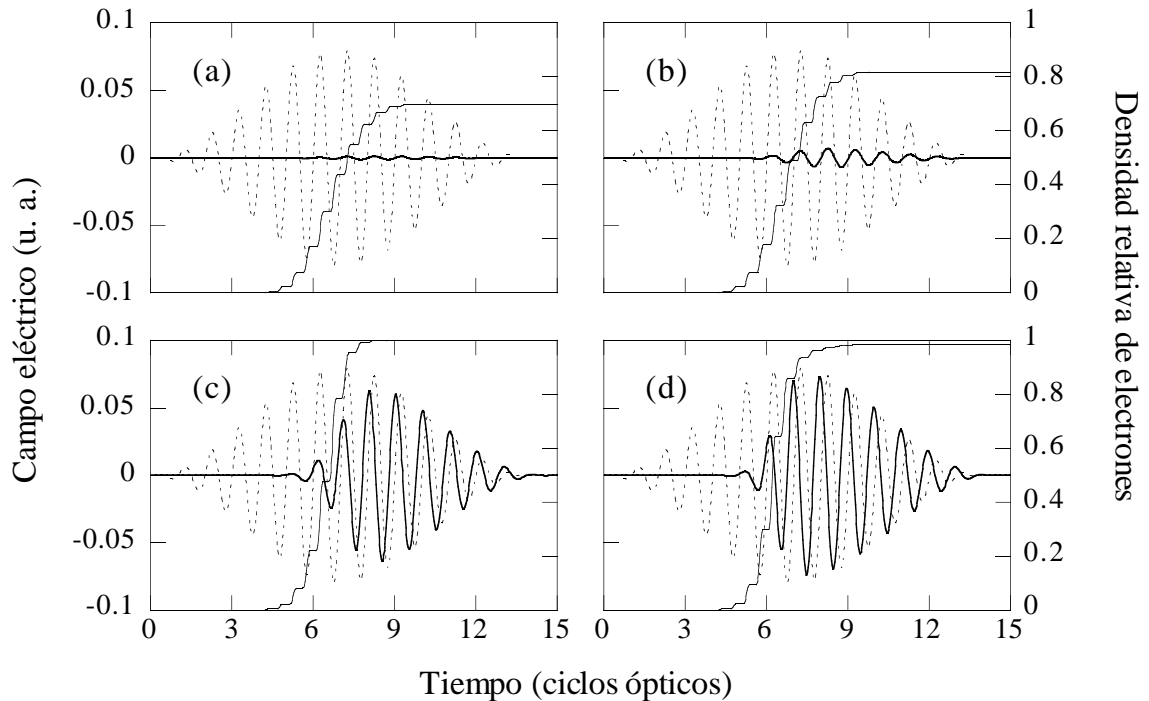 0.1
0.05
0
-0.05
-0.1
(a)
(b)
1
0.8
0.6
0.4
0.2
0
0.1
0.05
0
-0.05
-0.1
(c)
(d)
1
0.8
0.6
0.4
0.2
0
0 3 6 9 12 15
0 3 6 9 12 15
Campo eléctrico (u. a.)
Densidad relativa de electrones
Tiempo (ciclos ópticos)